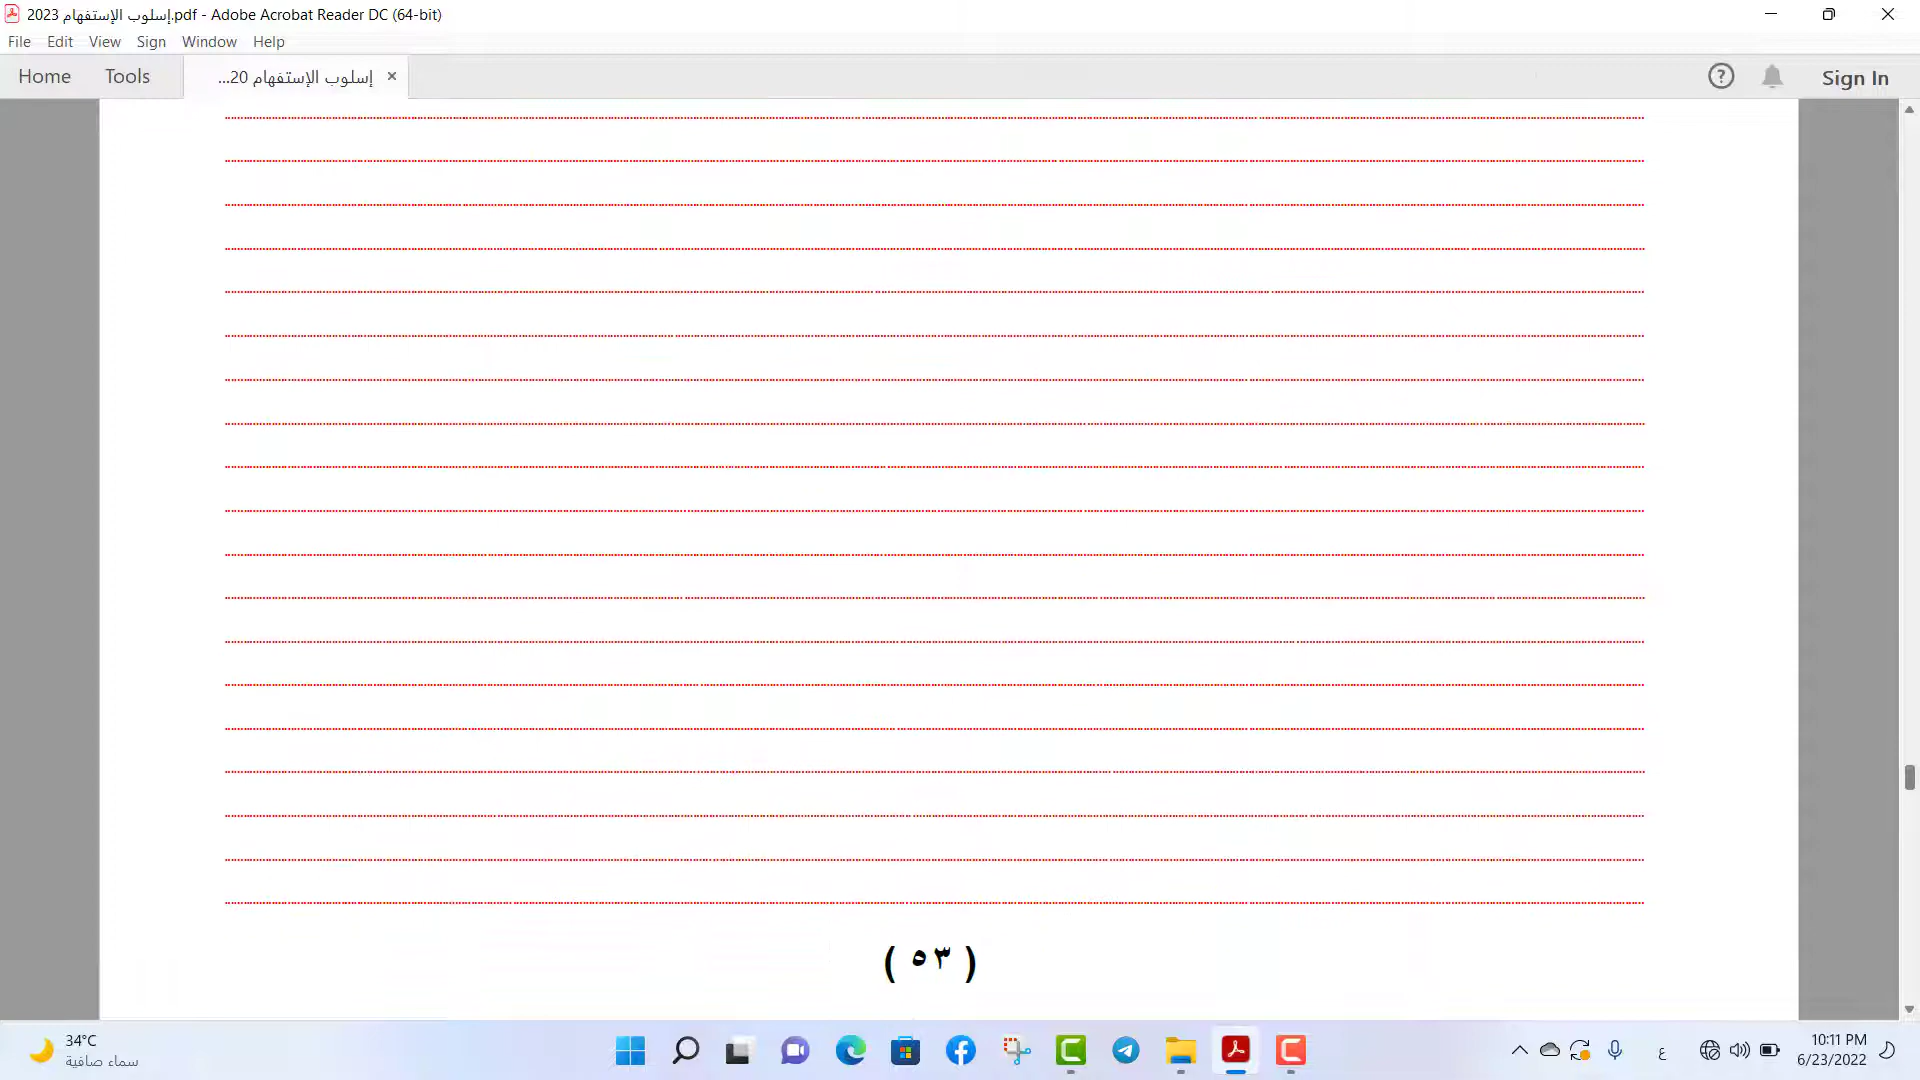 إسلوب الإستفهام 2023.pdf - Adobe Acrobat Reader DC (64-bit)
File Edit View Sign Window Help
Home Tools إسلوب الإستفهام 20... × Sign In
( ٥٣ )
34°C
سماء صافية
ع
10:11 PM
6/23/2022